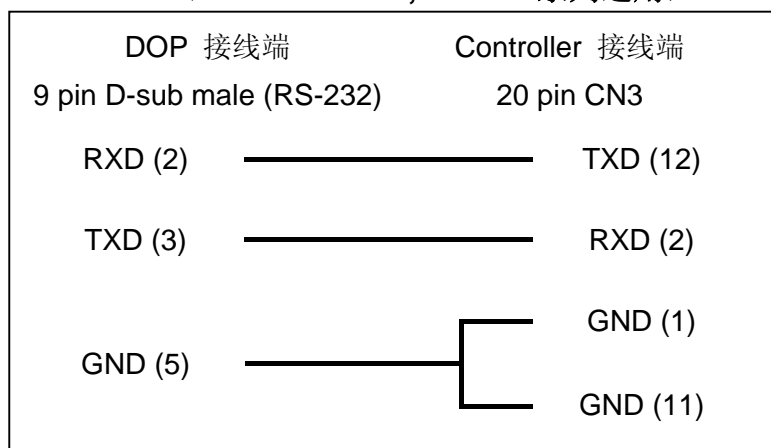 DOP 接线端 Controller 接线端
9 pin D-sub male (RS-232) 20 pin CN3
RXD (2) TXD (12)
TXD (3) RXD (2)
GND (1)
GND (5)
GND (11)